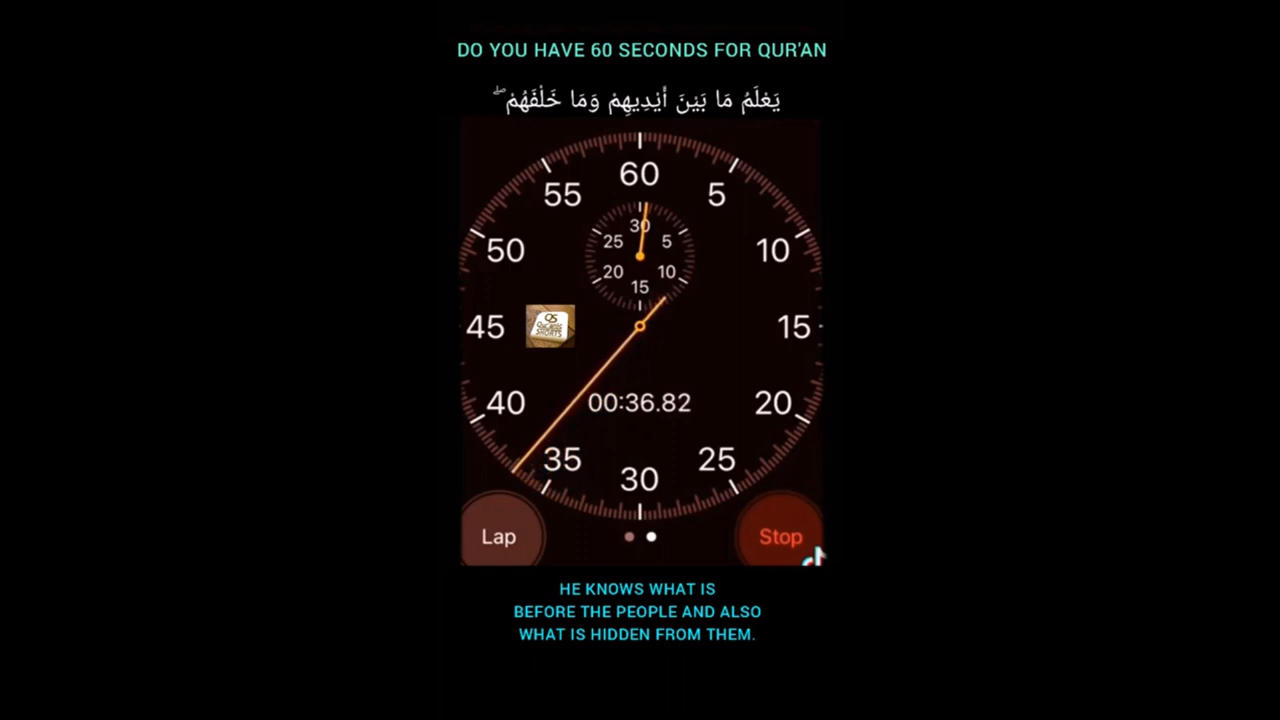 DO YOU HAVE 60 SECONDS FOR QUR'AN
يَعْلَمُ مَا بَيْنَ أَيْدِيهِمْ وَمَا خَلْفَهُمْ ۖ
60
55
5
30
25
5
50
10
20
10
15
45
15
QS
SHORTS
40
00:36.82
20
35
25
30
Lap
Stop
HE KNOWS WHAT IS
BEFORE THE PEOPLE AND ALSO
WHAT IS HIDDEN FROM THEM.